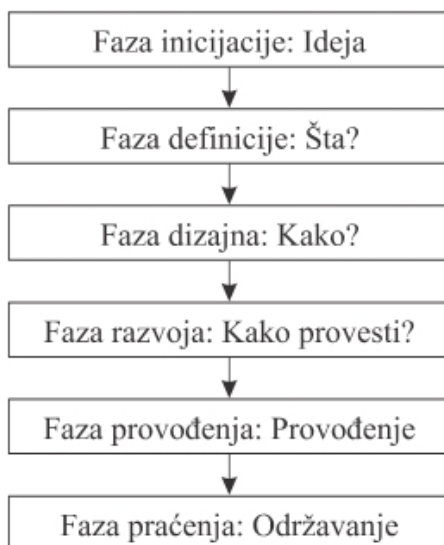 Faza inicijacije: Ideja
Faza definicije: Šta?
Faza dizajna: Kako?
Faza razvoja: Kako provesti?
Faza provođenja: Provođenje
Faza praćenja: Održavanje